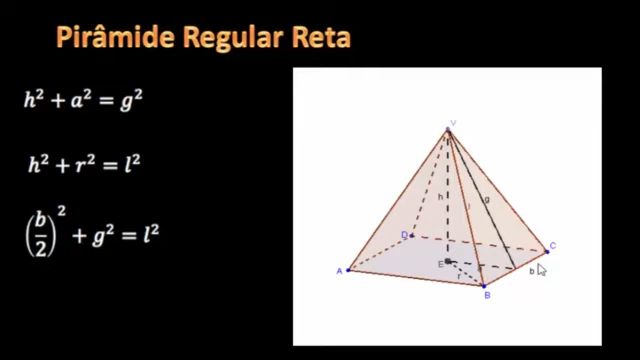 Pirâmide Regular Reta
h² + a² = g²
h² + r² = l²
(b/2)² + g² = l²
V
h
l
g
D
C
E
r
b
A
B